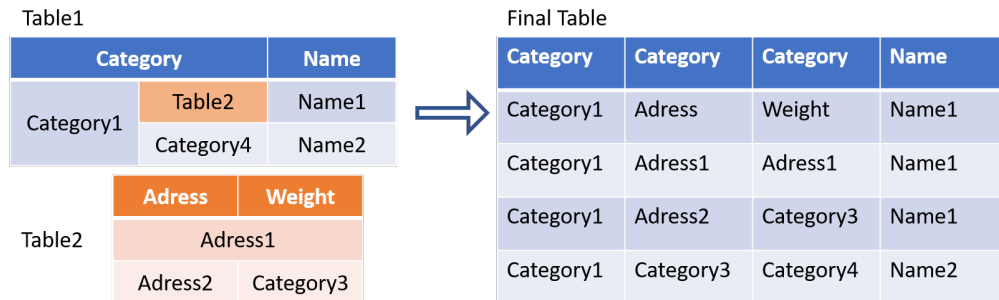 Table1
Category Name
Category1 Table2 Name1
Category4 Name2
Table2
Adress Weight
Adress1
Adress2 Category3
Final Table
Category Category Category Name
Category1 Adress Weight Name1
Category1 Adress1 Adress1 Name1
Category1 Adress2 Category3 Name1
Category1 Category3 Category4 Name2